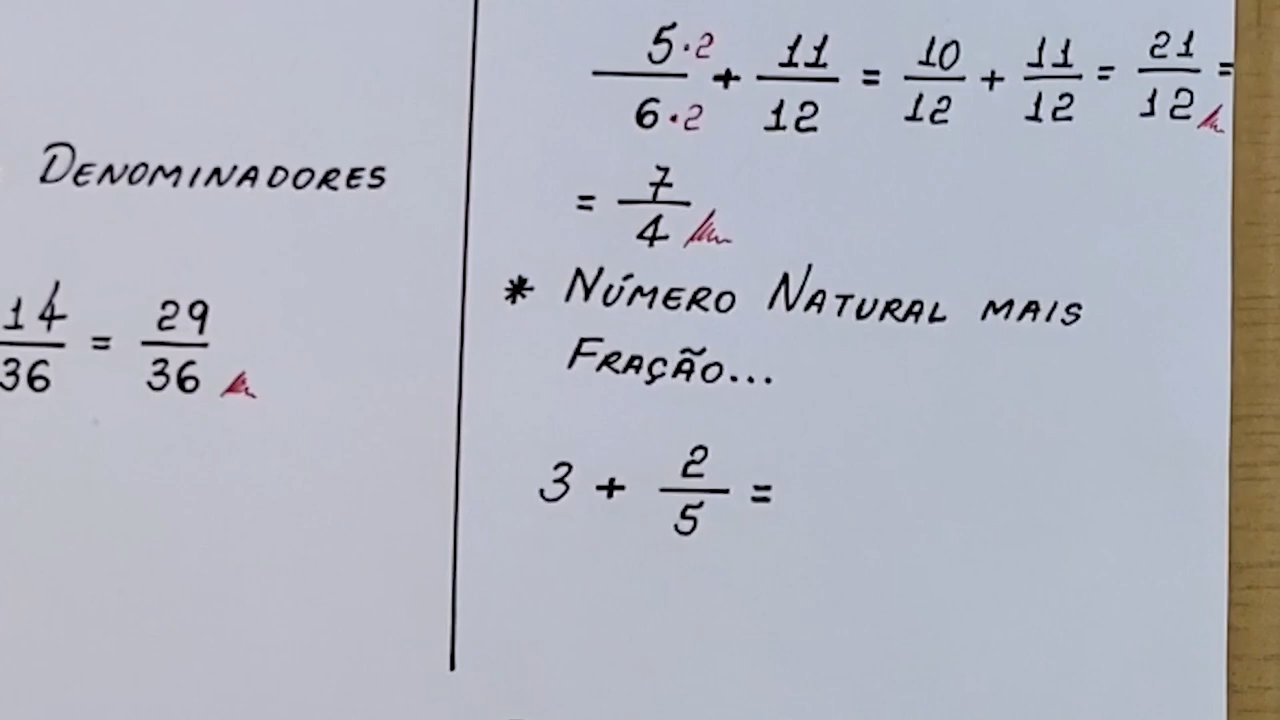 DENOMINADORES
14/36 = 29/36
5·2/6·2 + 11/12 = 10/12 + 11/12 = 21/12 =
= 7/4
* NÚMERO NATURAL MAIS
FRAÇÃO...
3 + 2/5 =